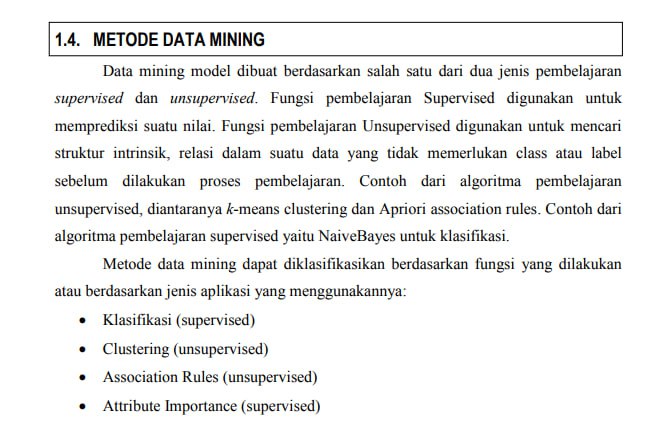 1.4. METODE DATA MINING
Data mining model dibuat berdasarkan salah satu dari dua jenis pembelajaran
supervised dan unsupervised. Fungsi pembelajaran Supervised digunakan untuk
memprediksi suatu nilai. Fungsi pembelajaran Unsupervised digunakan untuk mencari
struktur intrinsik, relasi dalam suatu data yang tidak memerlukan class atau label
sebelum dilakukan proses pembelajaran. Contoh dari algoritma pembelajaran
unsupervised, diantaranya k-means clustering dan Apriori association rules. Contoh dari
algoritma pembelajaran supervised yaitu NaiveBayes untuk klasifikasi.
Metode data mining dapat diklasifikasikan berdasarkan fungsi yang dilakukan
atau berdasarkan jenis aplikasi yang menggunakannya:
• Klasifikasi (supervised)
• Clustering (unsupervised)
• Association Rules (unsupervised)
• Attribute Importance (supervised)